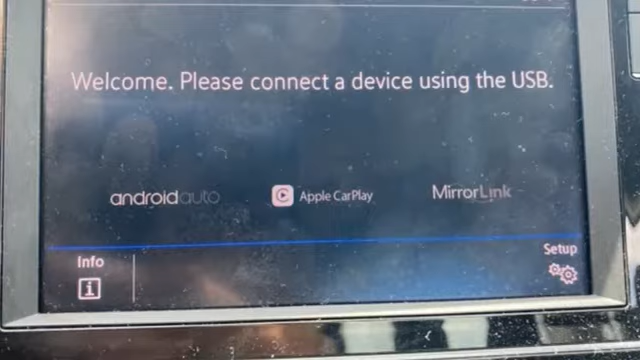 Welcome. Please connect a device using the USB.
androidauto
Apple CarPlay
MirrorLink
Info
Setup
i